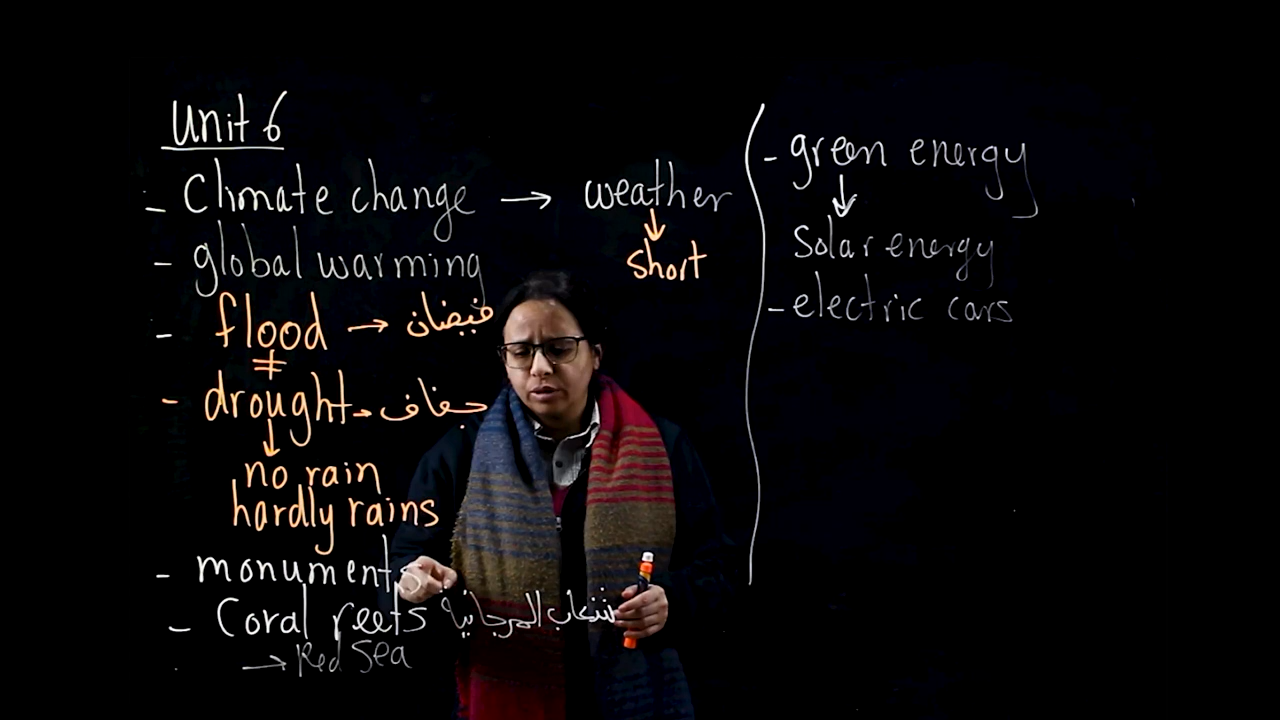 Unit 6
- Climate change → weather
↓
short
- global warming
- flood → فيضان
≠
- drought → جفاف
↓
no rain
hardly rains
- monuments
- Coral reefs الشعاب المرجانية
→ Red Sea
- green energy
↓
Solar energy
- electric cars